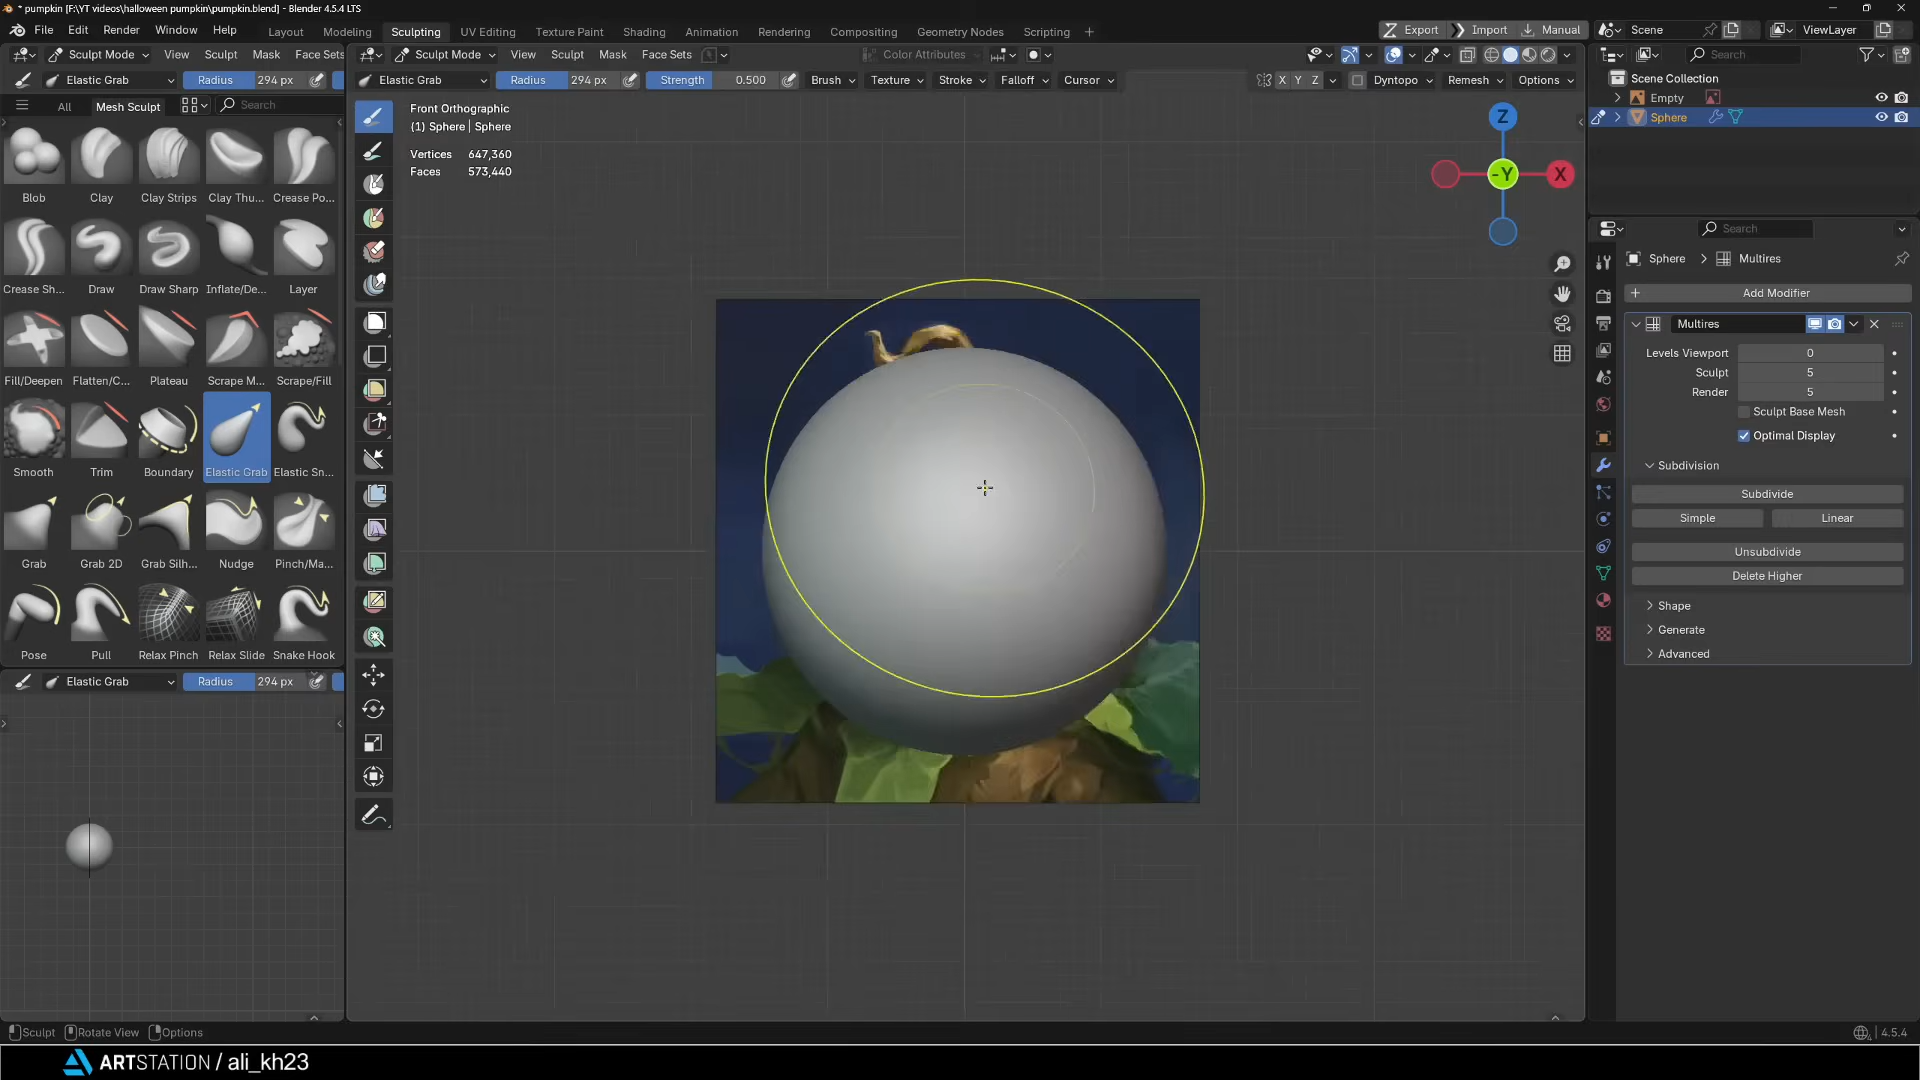 * pumpkin [F:\YT videos\halloween pumpkin\pumpkin.blend] - Blender 4.5.4 LTS
File Edit Render Window Help
Layout Modeling Sculpting UV Editing Texture Paint Shading Animation Rendering Compositing Geometry Nodes Scripting +
Export Import Manual
Scene
ViewLayer
Sculpt Mode View Sculpt Mask Face Sets
Sculpt Mode View Sculpt Mask Face Sets
Color Attributes
Search
Elastic Grab Radius 294 px
Elastic Grab Radius 294 px Strength 0.500 Brush Texture Stroke Falloff Cursor
X Y Z Dyntopo Remesh Options
All Mesh Sculpt Search
Blob Clay Clay Strips Clay Thu... Crease Po...
Crease Sh... Draw Draw Sharp Inflate/De... Layer
Fill/Deepen Flatten/C... Plateau Scrape M... Scrape/Fill
Smooth Trim Boundary Elastic Grab Elastic Sn...
Grab Grab 2D Grab Silh... Nudge Pinch/Ma...
Pose Pull Relax Pinch Relax Slide Snake Hook
Elastic Grab Radius 294 px
Front Orthographic
(1) Sphere | Sphere
Vertices 647,360
Faces 573,440
Z
-Y
X
Scene Collection
Empty
Sphere
Search
Sphere > Multires
+ Add Modifier
Multires
Levels Viewport 0
Sculpt 5
Render 5
Sculpt Base Mesh
Optimal Display
Subdivision
Subdivide
Simple Linear
Unsubdivide
Delete Higher
Shape
Generate
Advanced
Sculpt Rotate View Options
4.5.4
ARTSTATION / ali_kh23